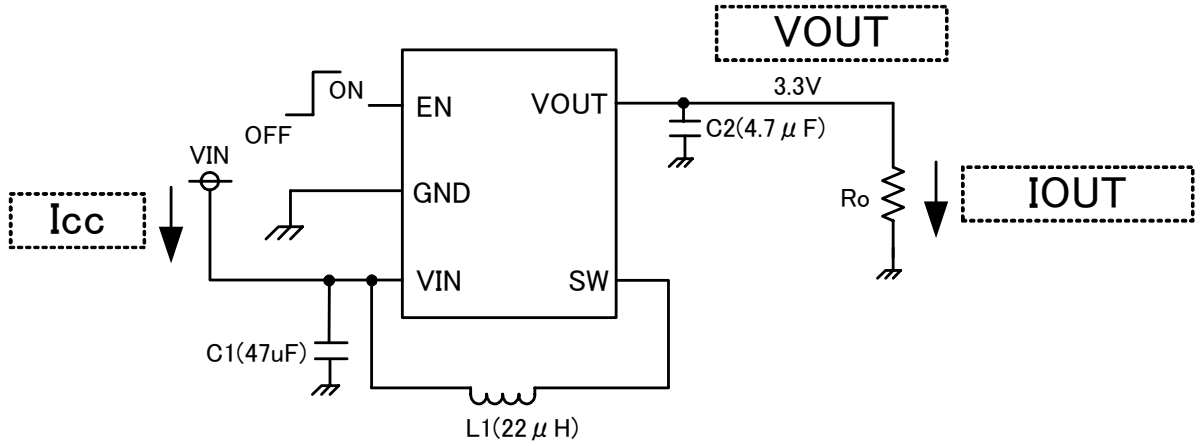 VOUT
3.3V
ON
OFF
EN
VOUT
C2(4.7μF)
VIN
GND
Ro
IOUT
Icc
VIN
SW
C1(47uF)
L1(22μH)